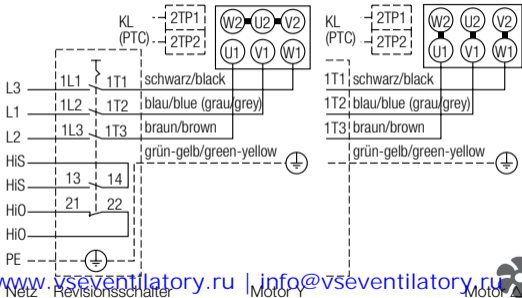 KL 2TP1 W2 U2 V2 KL 2TP1 W2 U2 V2
(PTC) 2TP2 U1 V1 W1 (PTC) 2TP2 U1 V1 W1
L3 1L1 1T1 schwarz/black 1T1 schwarz/black
L1 1L2 1T2 blau/blue (grau/grey) 1T2 blau/blue (grau/grey)
L2 1L3 1T3 braun/brown 1T3 braun/brown
HiS grün-gelb/green-yellow grün-gelb/green-yellow
HiS 13 14
HiO 21 22
HiO
PE
www.vseventilatory.ru | info@vseventilatory.ru
Netz Revisionsschalter Motor Y Motor Δ